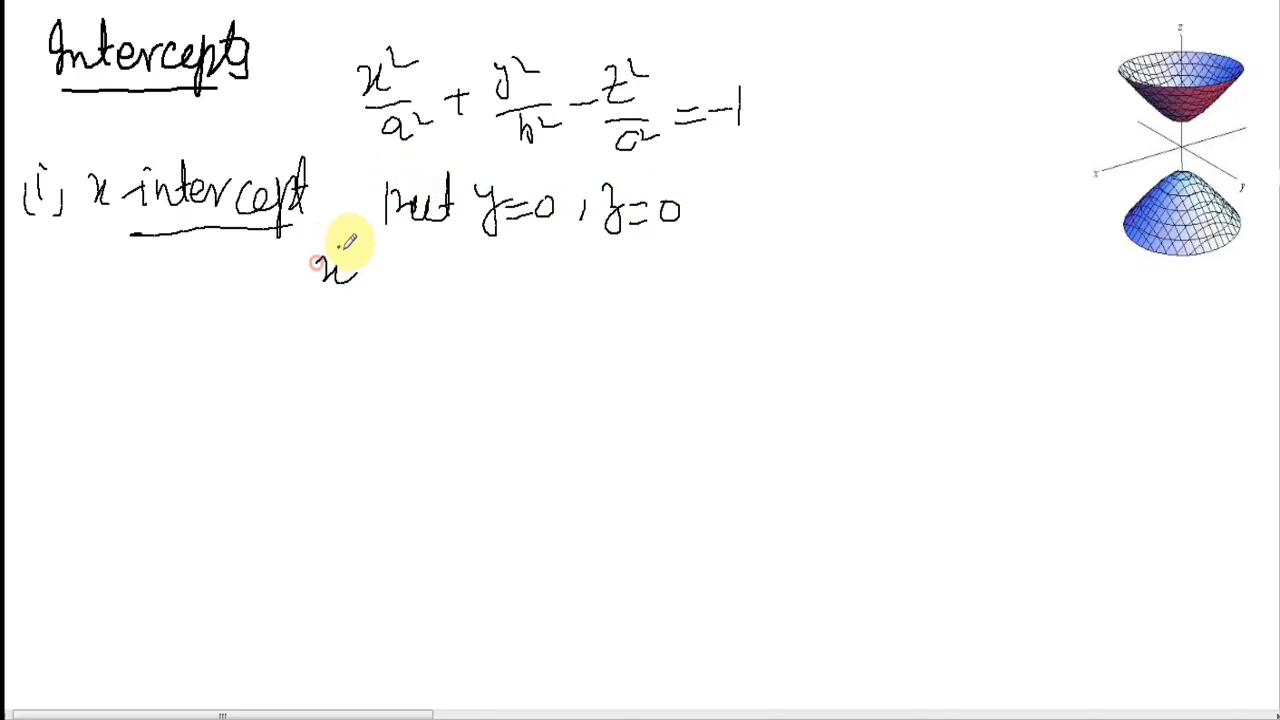 Intercepts
x²/a² + y²/b² - z²/c² = -1
(i) x-intercept put y=0, z=0
x
z
x
y